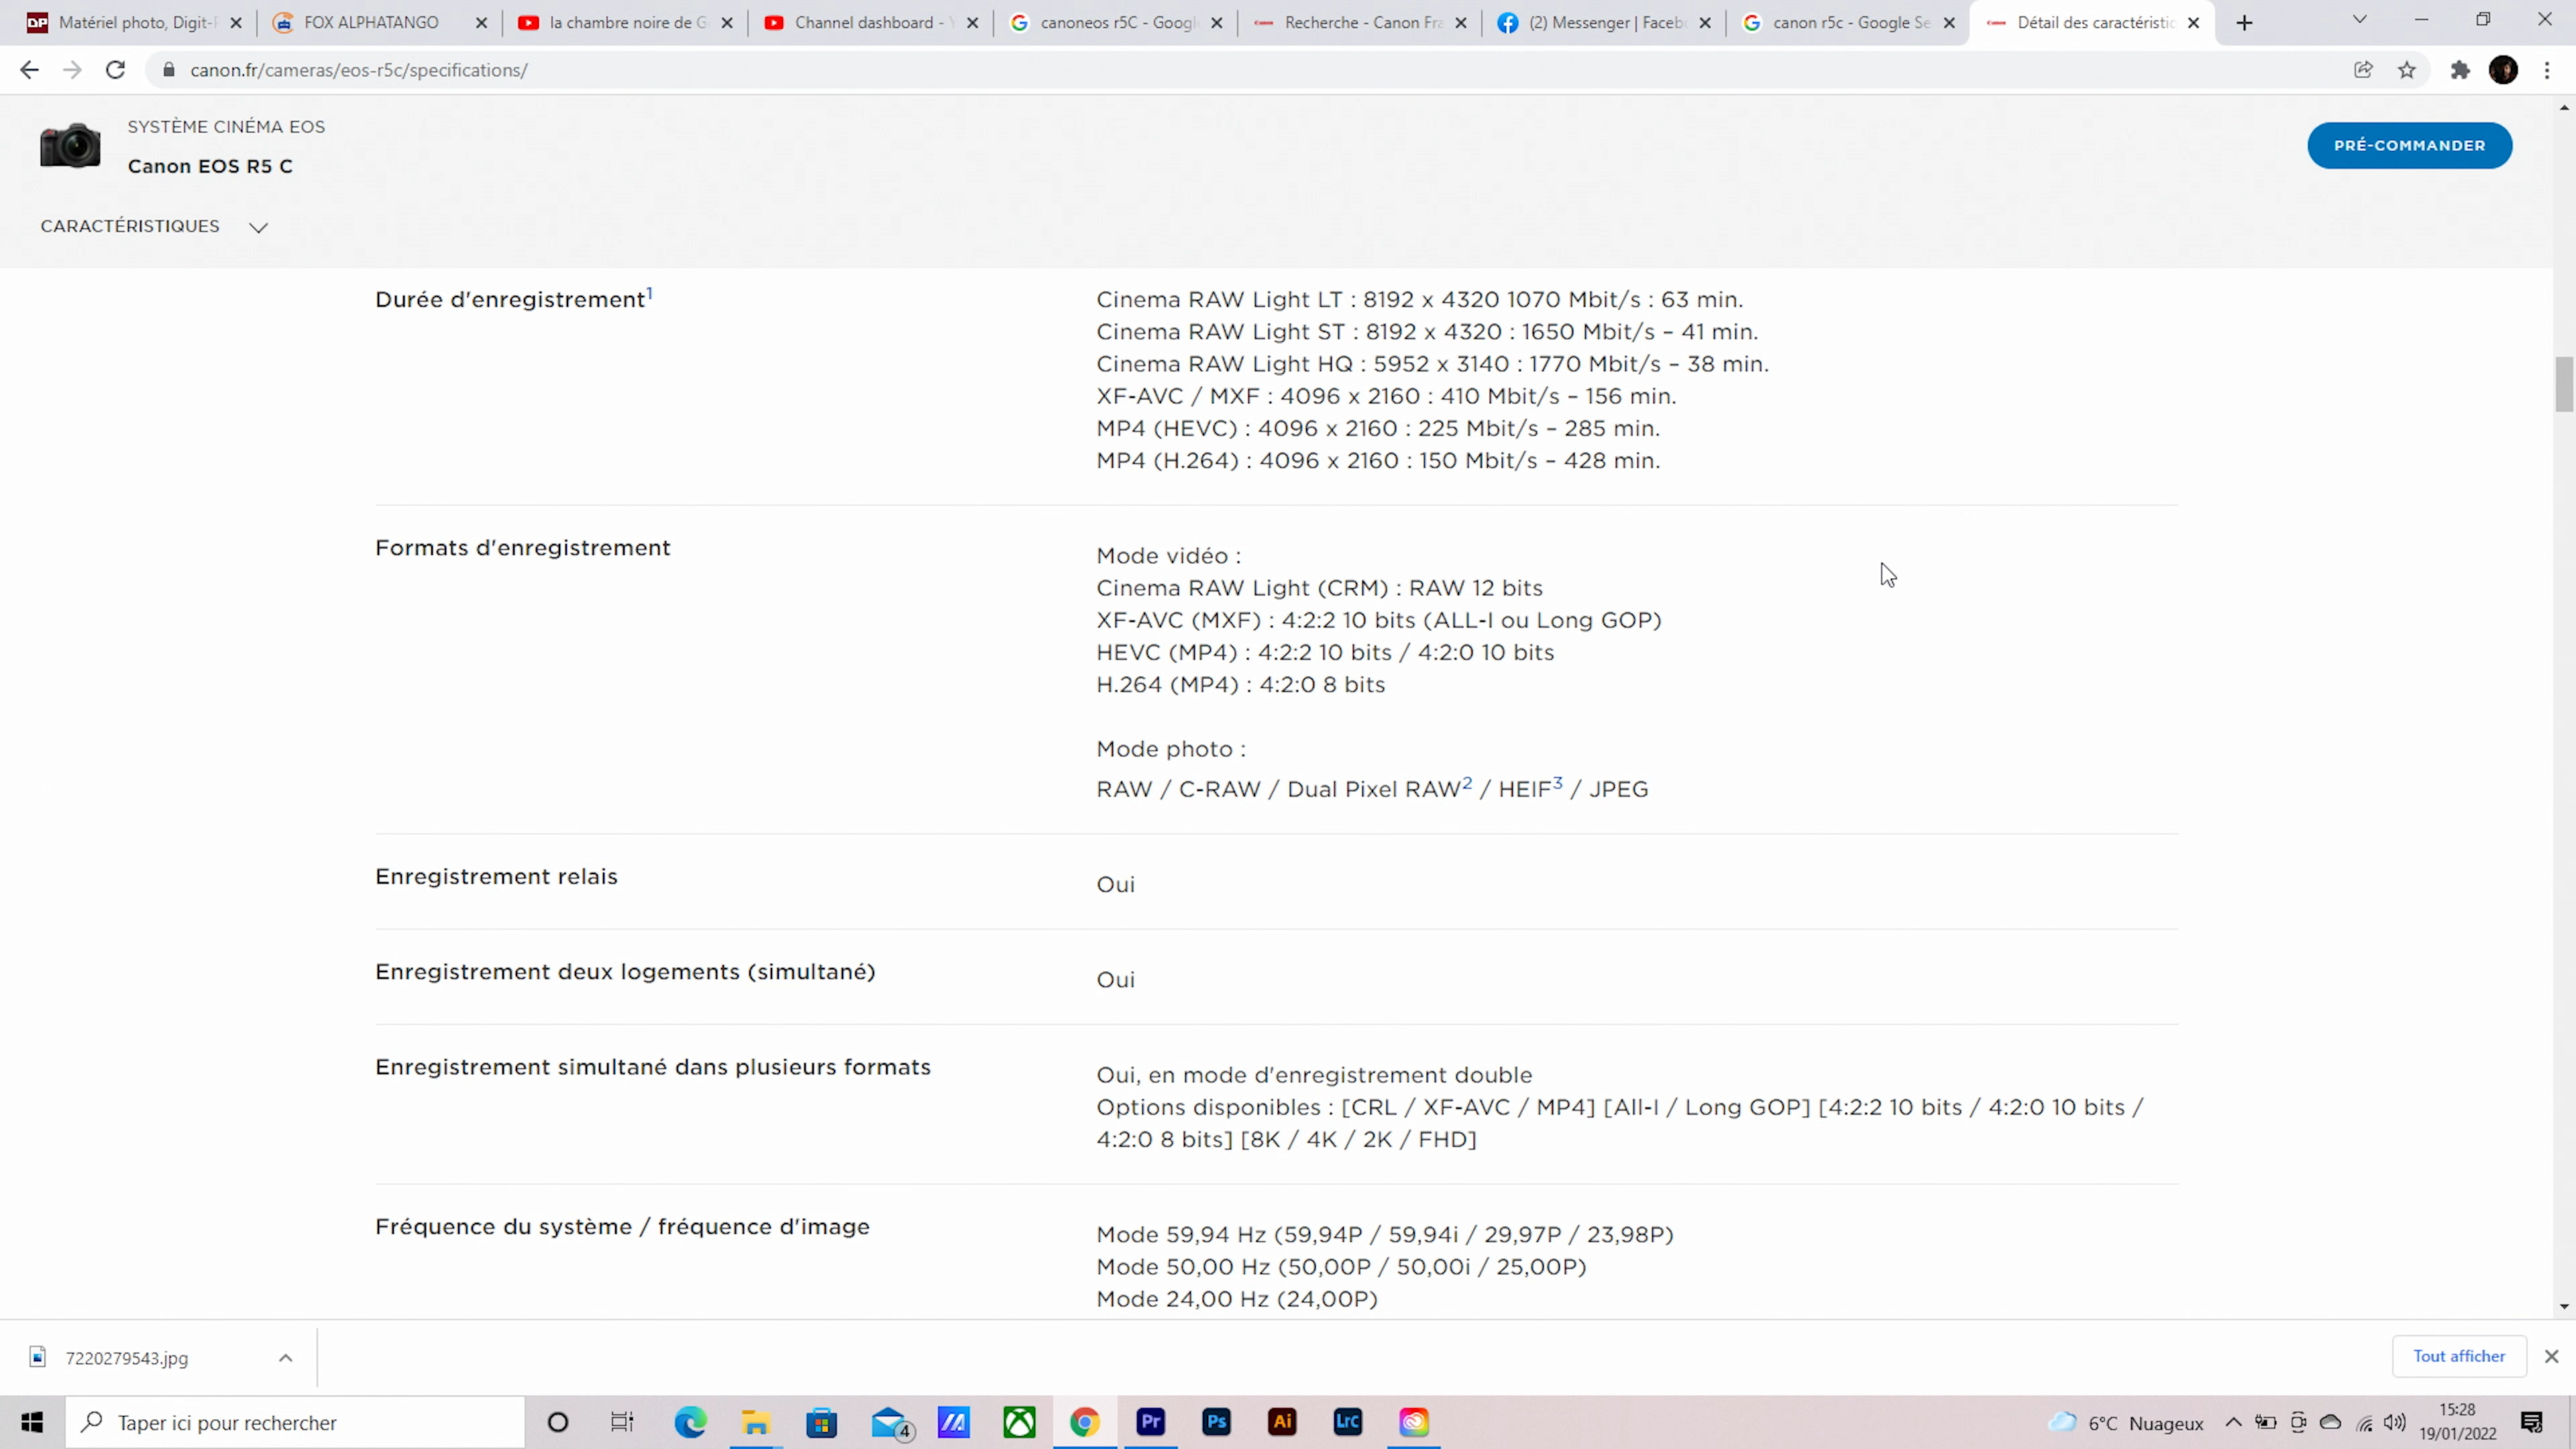 Matériel photo, Digit-P
FOX ALPHATANGO
la chambre noire de G
Channel dashboard - Y
canoneos r5C - Google
Recherche - Canon Fra
(2) Messenger | Facebo
canon r5c - Google Se
Détail des caractéristic
canon.fr/cameras/eos-r5c/specifications/
SYSTÈME CINÉMA EOS
Canon EOS R5 C
PRÉ-COMMANDER
CARACTÉRISTIQUES
Durée d'enregistrement1
Cinema RAW Light LT : 8192 x 4320 1070 Mbit/s : 63 min.
Cinema RAW Light ST : 8192 x 4320 : 1650 Mbit/s – 41 min.
Cinema RAW Light HQ : 5952 x 3140 : 1770 Mbit/s – 38 min.
XF-AVC / MXF : 4096 x 2160 : 410 Mbit/s – 156 min.
MP4 (HEVC) : 4096 x 2160 : 225 Mbit/s – 285 min.
MP4 (H.264) : 4096 x 2160 : 150 Mbit/s – 428 min.
Formats d'enregistrement
Mode vidéo :
Cinema RAW Light (CRM) : RAW 12 bits
XF-AVC (MXF) : 4:2:2 10 bits (ALL-I ou Long GOP)
HEVC (MP4) : 4:2:2 10 bits / 4:2:0 10 bits
H.264 (MP4) : 4:2:0 8 bits
Mode photo :
RAW / C-RAW / Dual Pixel RAW2 / HEIF3 / JPEG
Enregistrement relais
Oui
Enregistrement deux logements (simultané)
Oui
Enregistrement simultané dans plusieurs formats
Oui, en mode d'enregistrement double
Options disponibles : [CRL / XF-AVC / MP4] [All-I / Long GOP] [4:2:2 10 bits / 4:2:0 10 bits /
4:2:0 8 bits] [8K / 4K / 2K / FHD]
Fréquence du système / fréquence d'image
Mode 59,94 Hz (59,94P / 59,94i / 29,97P / 23,98P)
Mode 50,00 Hz (50,00P / 50,00i / 25,00P)
Mode 24,00 Hz (24,00P)
7220279543.jpg
Tout afficher
Taper ici pour rechercher
4
Pr
Ps
Ai
LrC
6°C Nuageux
15:28
19/01/2022